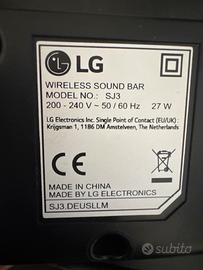 LG
WIRELESS SOUND BAR
MODEL NO. : SJ3
200 - 240 V ~ 50 / 60 Hz 27 W
LG Electronics Inc. Single Point of Contact (EU/UK) :
Krijgsman 1, 1186 DM Amstelveen, The Netherlands
CE
MADE IN CHINA
MADE BY LG ELECTRONICS
SJ3.DEUSLLM
subito